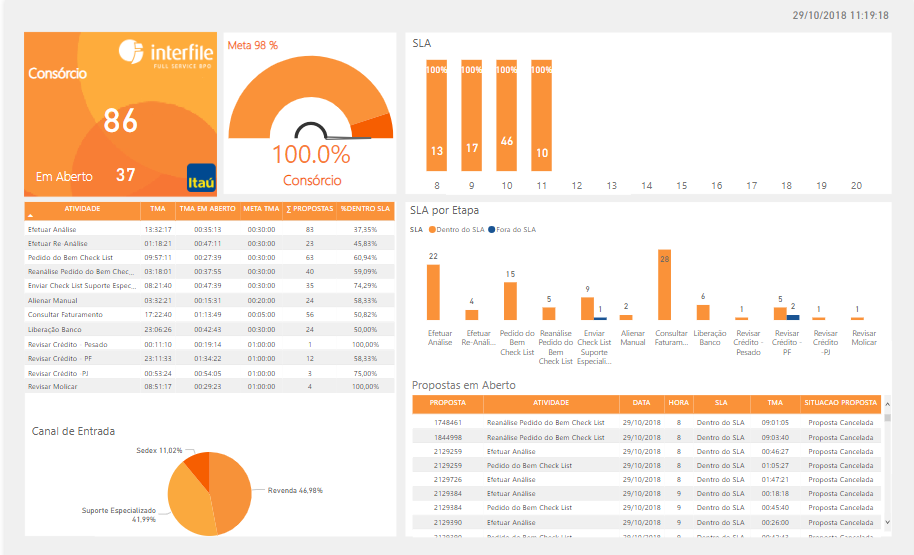 29/10/2018 11:19:18
interfile
FULL SERVICE BPO
Consórcio
86
Em Aberto 37
Itaú
Meta 98 %
100.0%
Consórcio
SLA
100% 100% 100% 100%
13 17 46 10
8 9 10 11 12 13 14 15 16 17 18 19 20
ATIVIDADE TMA TMA EM ABERTO META TMA Σ PROPOSTAS %DENTRO SLA
Efetuar Análise 13:32:17 00:35:13 00:30:00 83 37,35%
Efetuar Re-Análise 01:18:21 00:47:11 00:30:00 23 45,83%
Pedido do Bem Check List 09:57:11 00:27:39 00:30:00 63 60,94%
Reanálise Pedido do Bem Chec... 03:18:01 00:37:55 00:30:00 40 59,09%
Enviar Check List Suporte Espec... 08:21:40 00:47:39 00:30:00 35 74,29%
Alienar Manual 03:32:21 00:15:31 00:20:00 24 58,33%
Consultar Faturamento 17:22:40 01:13:49 00:05:00 56 50,82%
Liberação Banco 23:06:26 00:42:43 00:30:00 24 50,00%
Revisar Crédito - Pesado 00:11:10 00:19:14 01:00:00 1 100,00%
Revisar Crédito - PF 23:11:33 01:34:22 01:00:00 12 58,33%
Revisar Crédito -PJ 00:53:24 00:54:05 01:00:00 3 75,00%
Revisar Molicar 08:51:17 00:29:23 01:00:00 4 100,00%
SLA por Etapa
SLA Dentro do SLA Fora do SLA
22 4 15 5 9 1 2 28 6 1 5 2 1 1
Efetuar Análise
Efetuar Re-Análi...
Pedido do Bem Check List
Reanálise Pedido do Bem Check List
Enviar Check List Suporte Especiali...
Alienar Manual
Consultar Faturam...
Liberação Banco
Revisar Crédito - Pesado
Revisar Crédito - PF
Revisar Crédito -PJ
Revisar Molicar
Canal de Entrada
Sedex 11,02%
Revenda 46,98%
Suporte Especializado
41,99%
Propostas em Aberto
PROPOSTA ATIVIDADE DATA HORA SLA TMA SITUACAO PROPOSTA
1748461 Reanálise Pedido do Bem Check List 29/10/2018 8 Dentro do SLA 09:01:05 Proposta Cancelada
1844998 Reanálise Pedido do Bem Check List 29/10/2018 8 Dentro do SLA 09:03:40 Proposta Cancelada
2129259 Efetuar Análise 29/10/2018 8 Dentro do SLA 00:46:27 Proposta Cancelada
2129259 Pedido do Bem Check List 29/10/2018 8 Dentro do SLA 01:05:27 Proposta Cancelada
2129726 Efetuar Análise 29/10/2018 8 Dentro do SLA 01:47:21 Proposta Cancelada
2129384 Efetuar Análise 29/10/2018 9 Dentro do SLA 00:18:18 Proposta Cancelada
2129384 Pedido do Bem Check List 29/10/2018 9 Dentro do SLA 00:45:40 Proposta Cancelada
2129390 Efetuar Análise 29/10/2018 9 Dentro do SLA 00:26:00 Proposta Cancelada